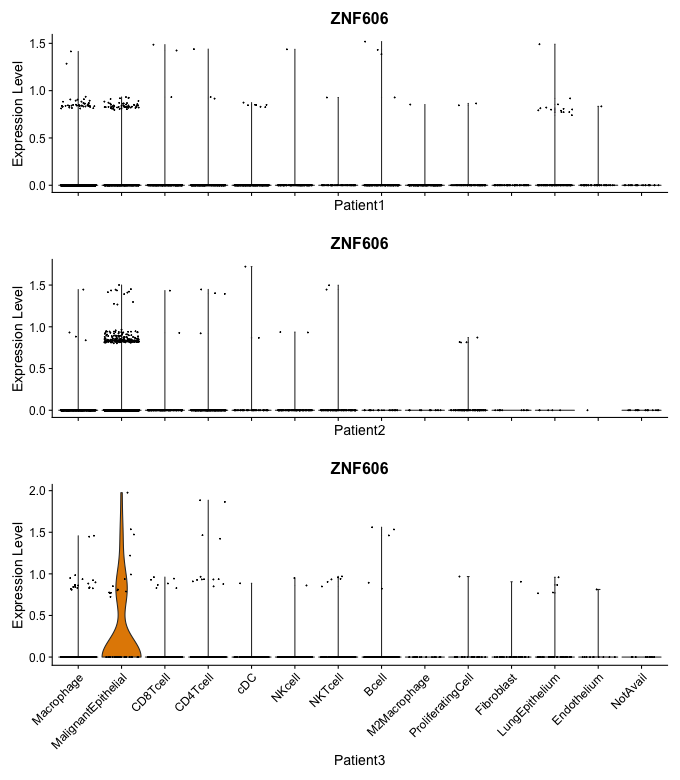 ZNF606
Expression Level
1.5
1.0
0.5
0.0
Patient1
ZNF606
Expression Level
1.5
1.0
0.5
0.0
Patient2
ZNF606
Expression Level
2.0
1.5
1.0
0.5
0.0
Macrophage
MalignantEpithelial
CD8Tcell
CD4Tcell
cDC
NKcell
NKTcell
Bcell
M2Macrophage
ProliferatingCell
Fibroblast
LungEpithelium
Endothelium
NotAvail
Patient3